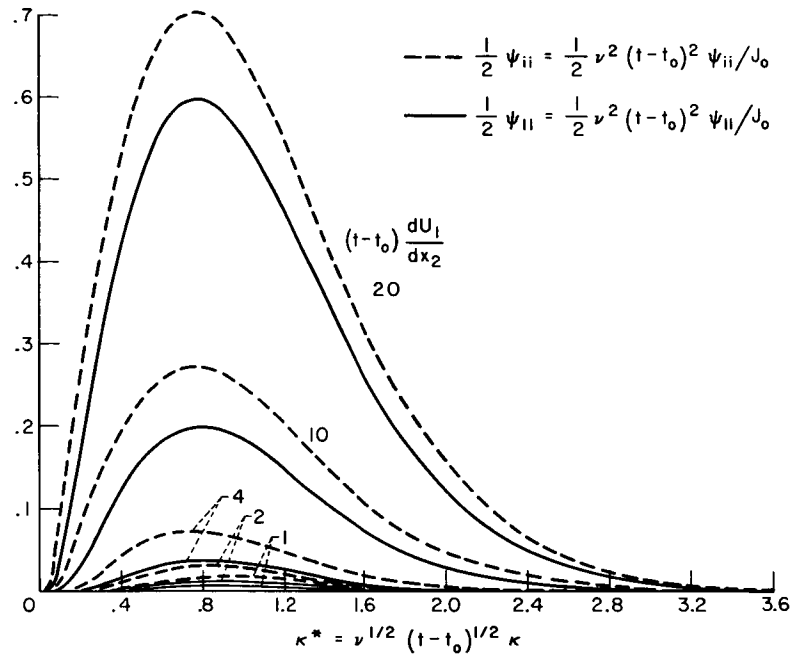 .7
.6
.5
.4
.3
.2
.1
0
1/2 ψii = 1/2 ν² (t-t₀)² ψii/J₀
1/2 ψ11 = 1/2 ν² (t-t₀)² ψ11/J₀
(t-t₀) dU₁/dx₂
20
10
4
2
1
.4 .8 1.2 1.6 2.0 2.4 2.8 3.2 3.6
κ* = ν^1/2 (t-t₀)^1/2 κ